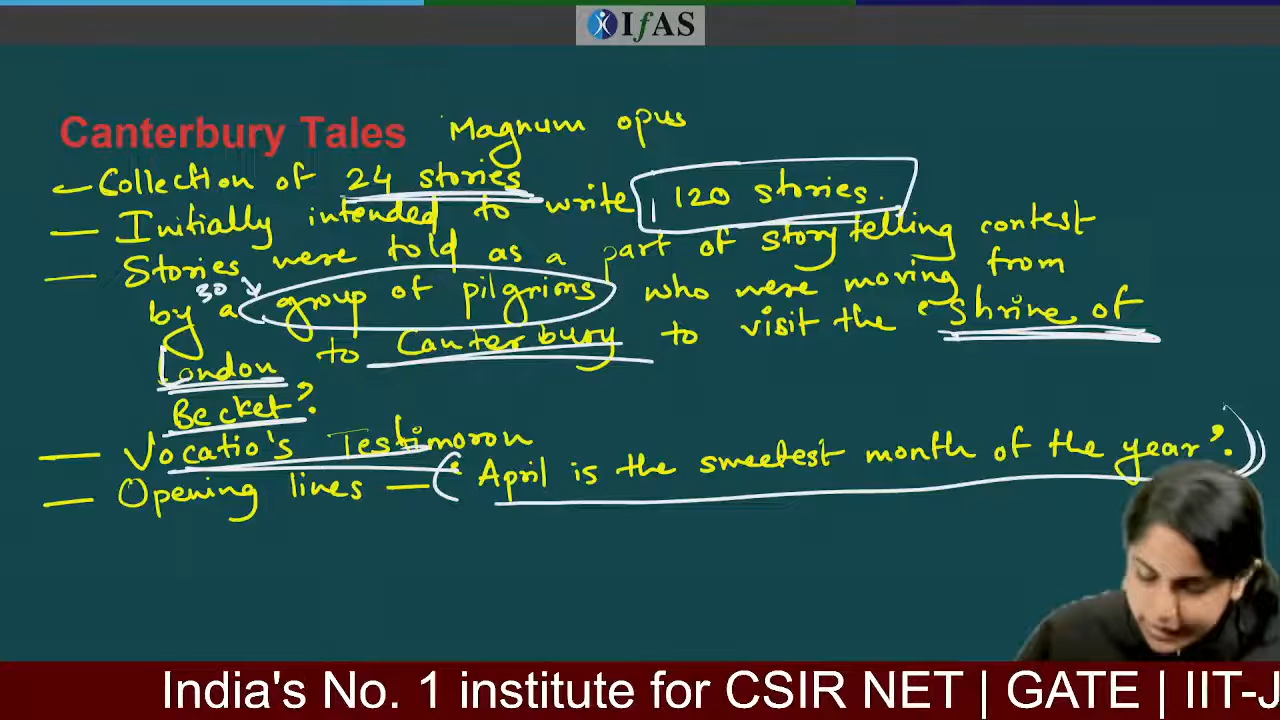 IfAS
Canterbury Tales Magnum opus
– Collection of 24 stories
– Initially intended to write 120 stories.
– Stories were told as a part of storytelling contest
by a 30 group of pilgrims who were moving from
London to Canterbury to visit the shrine of
Becket.
– Vocatio's Testimoron
– Opening lines – (April is the sweetest month of the year.)
India's No. 1 institute for CSIR NET | GATE | IIT-J